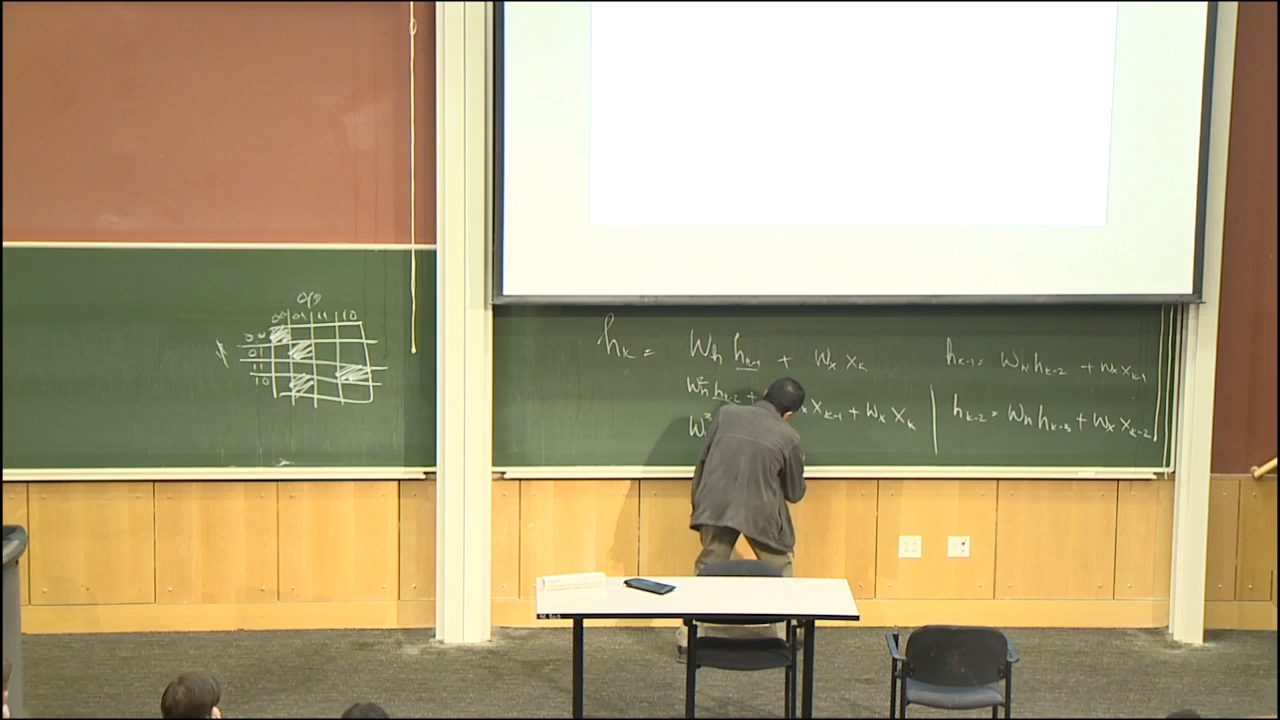 00 01 11 10
00
01
11
10
h_k = W_h h_{k-1} + W_x x_k
W_h^2 h_{k-2} + x_{k-1} + W_x x_k
W^3
h_{k-1} = W_h h_{k-2} + W_x x_{k-1}
h_{k-2} = W_h h_{k-3} + W_x x_{k-2}